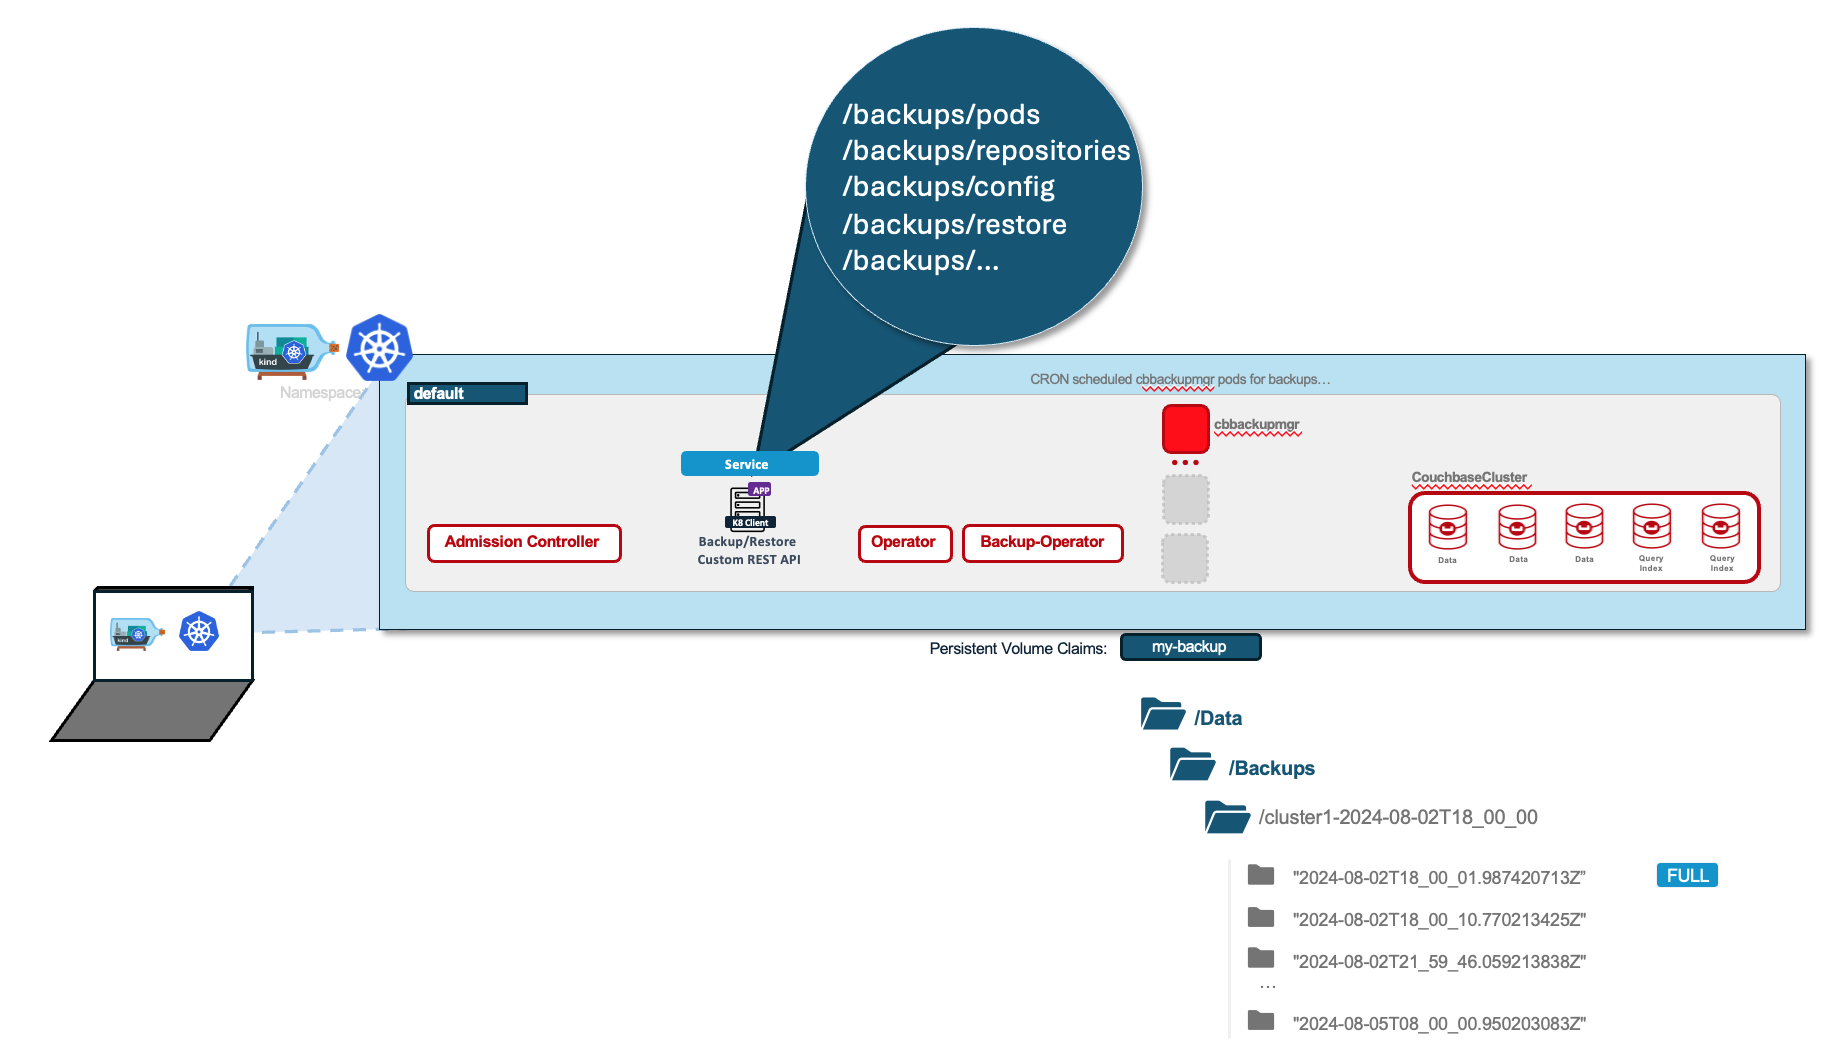 /backups/pods
/backups/repositories
/backups/config
/backups/restore
/backups/...
kind
Namespace
default
CRON scheduled cbbackupmgr pods for backups...
cbbackupmgr
Service
APP
K8 Client
Backup/Restore
Custom REST API
Admission Controller
Operator
Backup-Operator
CouchbaseCluster
Data
Data
Data
Query
Index
Query
Index
kind
Persistent Volume Claims:
my-backup
/Data
/Backups
/cluster1-2024-08-02T18_00_00
"2024-08-02T18_00_01.987420713Z”
FULL
"2024-08-02T18_00_10.770213425Z"
"2024-08-02T21_59_46.059213838Z"
...
"2024-08-05T08_00_00.950203083Z"